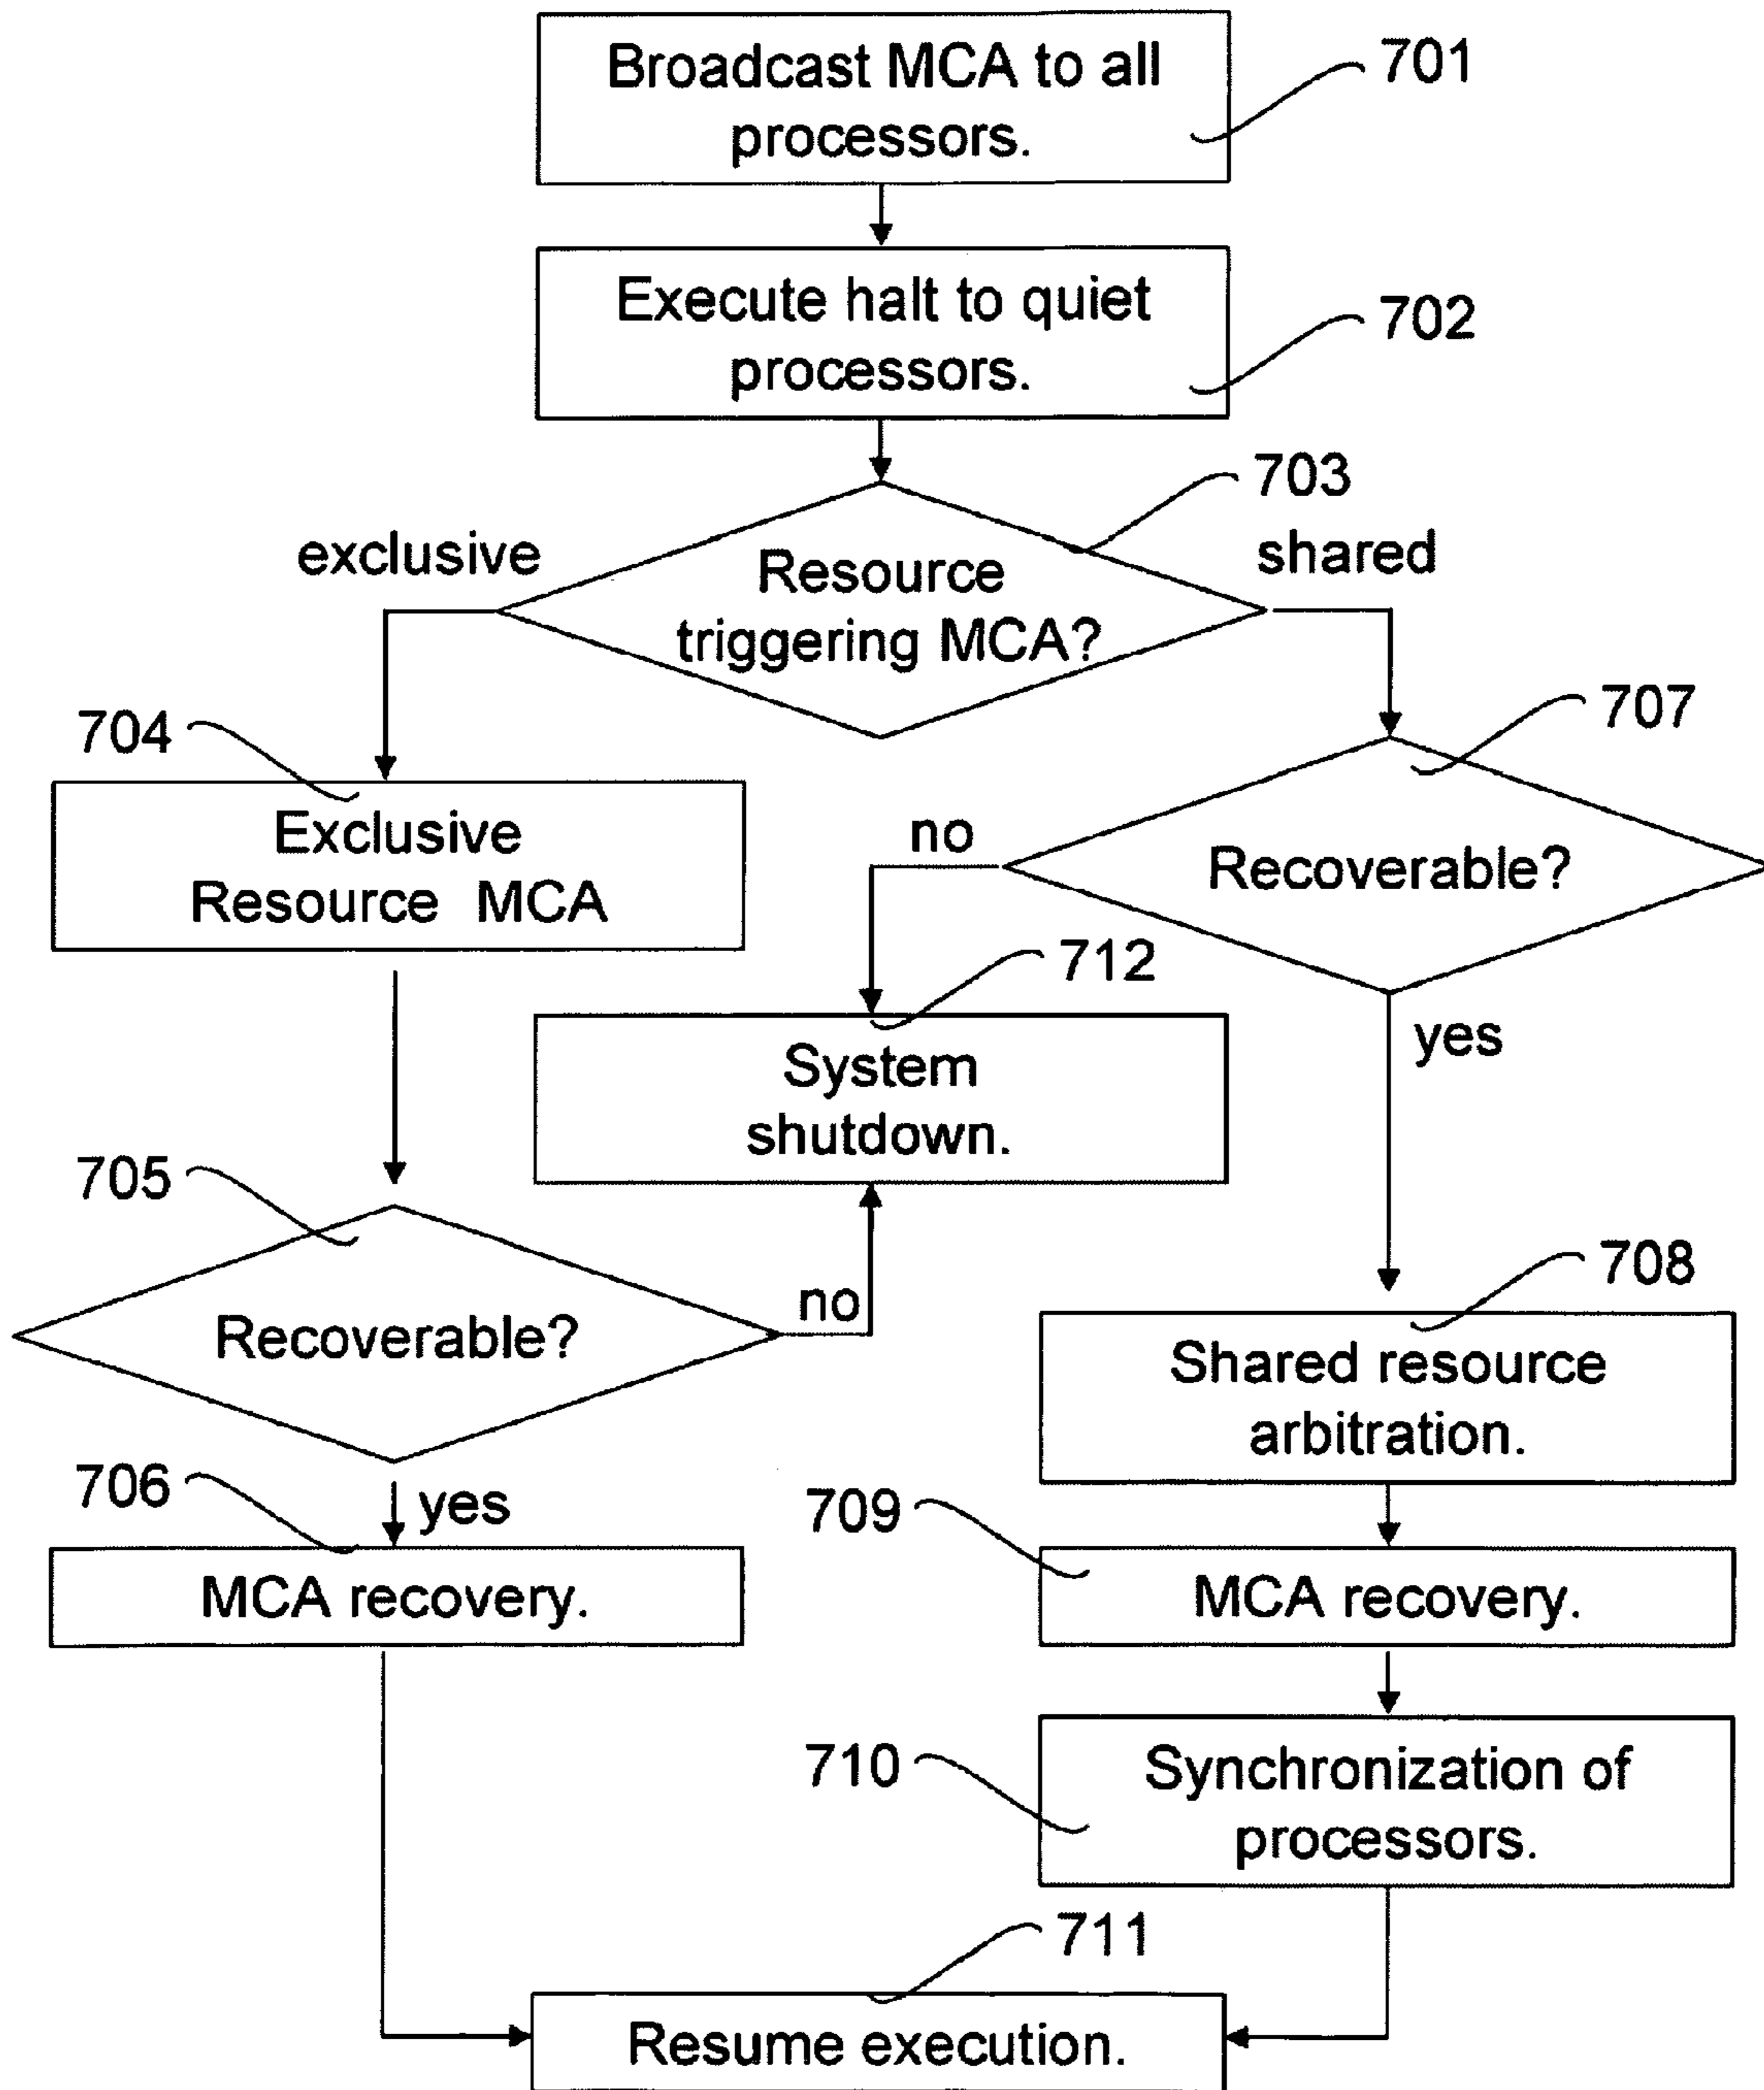 Broadcast MCA to all
processors.
701
Execute halt to quiet
processors.
702
703
exclusive
shared
Resource
triggering MCA?
704
707
Exclusive
Resource MCA
no
Recoverable?
712
yes
System
shutdown.
705
Recoverable?
no
708
Shared resource
arbitration.
706
yes
709
MCA recovery.
MCA recovery.
710
Synchronization of
processors.
711
Resume execution.